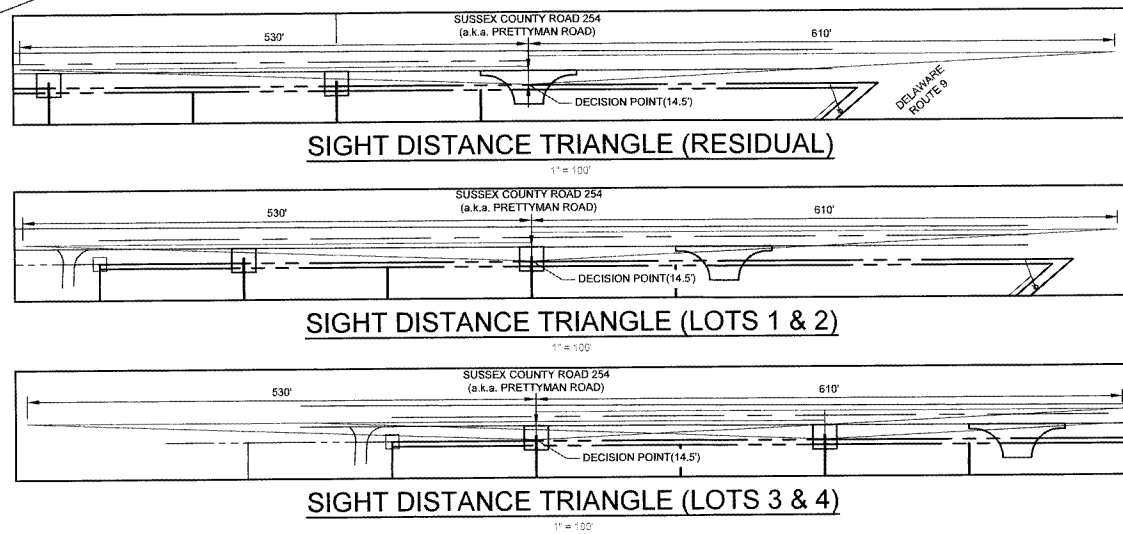 SUSSEX COUNTY ROAD 254
(a.k.a. PRETTYMAN ROAD)
530'
610'
DECISION POINT(14.5')
DELAWARE
ROUTE 9
SIGHT DISTANCE TRIANGLE (RESIDUAL)
1" = 100'
SUSSEX COUNTY ROAD 254
(a.k.a. PRETTYMAN ROAD)
530'
610'
DECISION POINT(14.5')
SIGHT DISTANCE TRIANGLE (LOTS 1 & 2)
1" = 100'
SUSSEX COUNTY ROAD 254
(a.k.a. PRETTYMAN ROAD)
530'
610'
DECISION POINT(14.5')
SIGHT DISTANCE TRIANGLE (LOTS 3 & 4)
1" = 100'